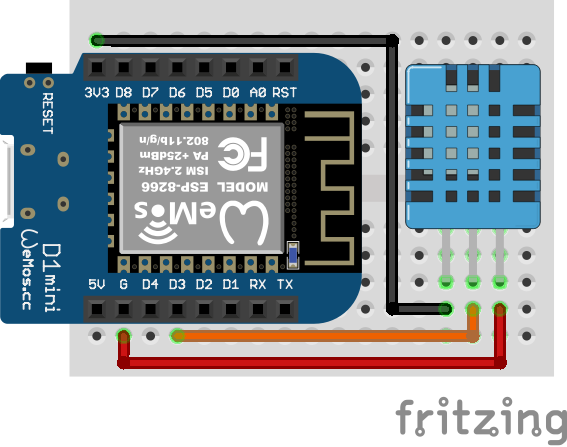 3V3 D8 D7 D6 D5 D0 A0 RST
RESET
MODEL ESP-8266
ISM 2.4GHz
PA +25dBm
802.11b/g/n
FC
WeMos
D1 mini
WeMos.cc
5V G D4 D3 D2 D1 RX TX
fritzing